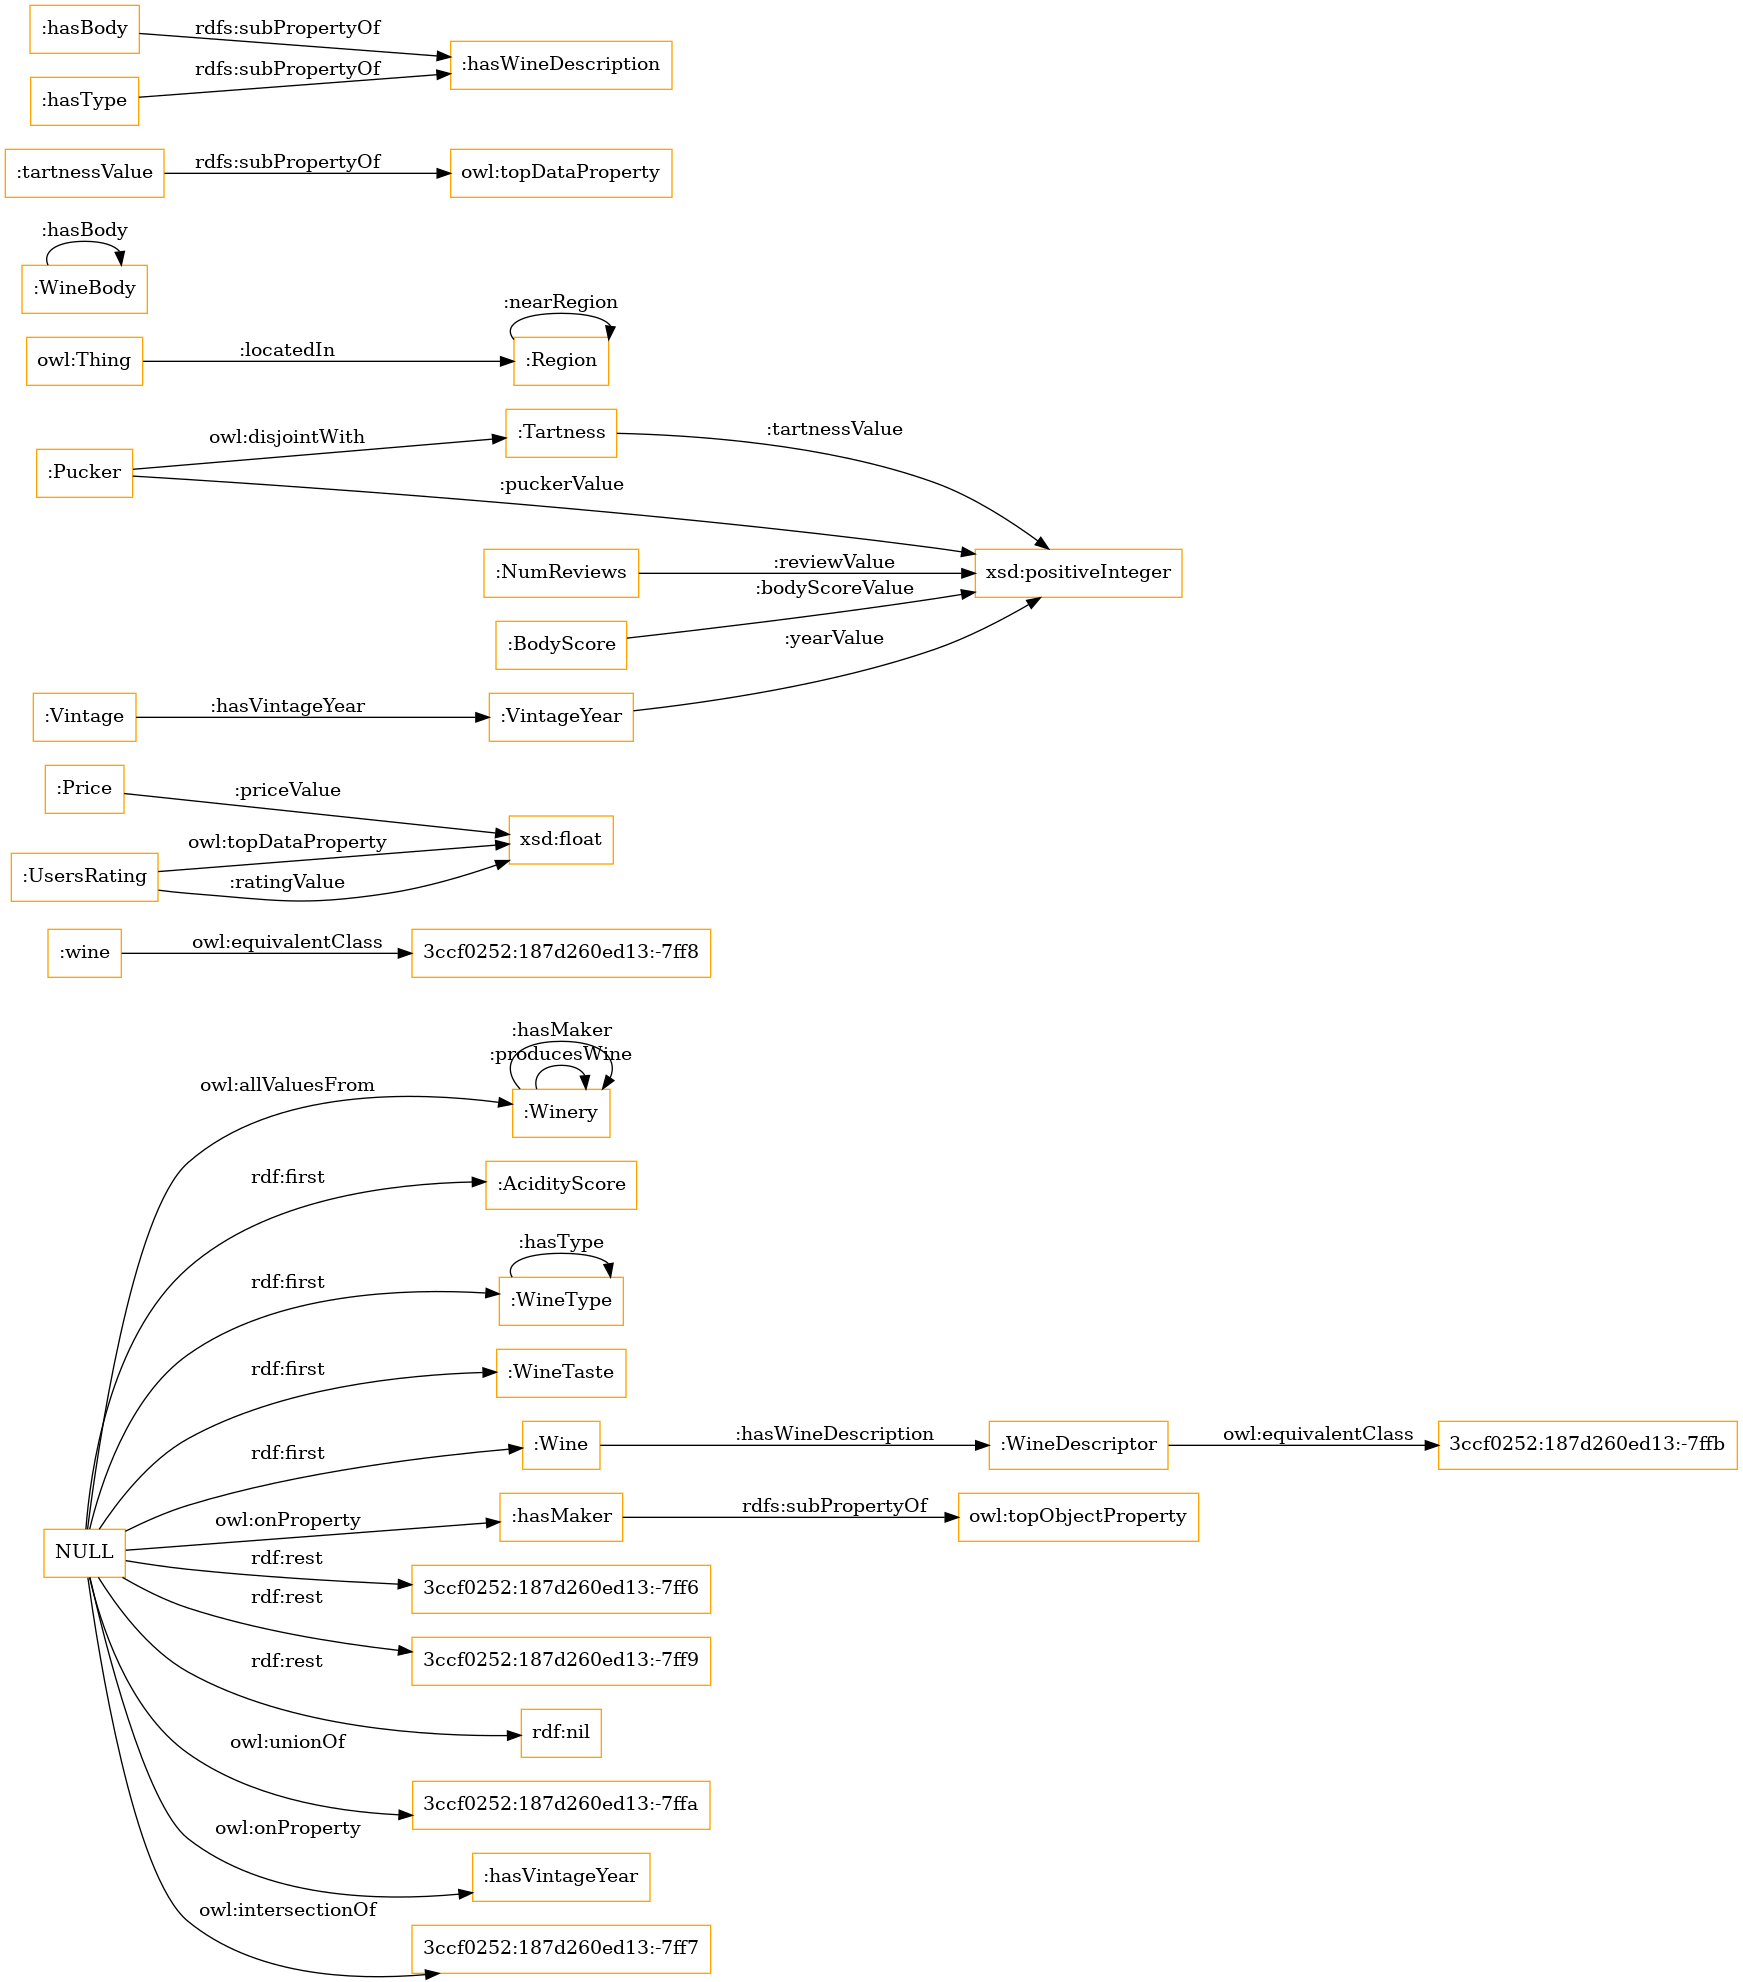 :hasBody
rdfs:subPropertyOf
:hasWineDescription
rdfs:subPropertyOf
:hasType
:tartnessValue
rdfs:subPropertyOf
owl:topDataProperty
:hasBody
:WineBody
:nearRegion
owl:Thing
:locatedIn
:Region
owl:disjointWith
:Tartness
:tartnessValue
:Pucker
:puckerValue
:NumReviews
:reviewValue
xsd:positiveInteger
:bodyScoreValue
:BodyScore
:yearValue
:Vintage
:hasVintageYear
:VintageYear
:Price
:priceValue
owl:topDataProperty
xsd:float
:UsersRating
:ratingValue
:wine
owl:equivalentClass
3ccf0252:187d260ed13:-7ff8
:hasMaker
:producesWine
owl:allValuesFrom
:Winery
rdf:first
:AcidityScore
:hasType
rdf:first
:WineType
rdf:first
:WineTaste
rdf:first
:Wine
:hasWineDescription
:WineDescriptor
owl:equivalentClass
3ccf0252:187d260ed13:-7ffb
owl:onProperty
:hasMaker
rdfs:subPropertyOf
owl:topObjectProperty
NULL
rdf:rest
3ccf0252:187d260ed13:-7ff6
rdf:rest
3ccf0252:187d260ed13:-7ff9
rdf:rest
rdf:nil
owl:unionOf
3ccf0252:187d260ed13:-7ffa
owl:onProperty
:hasVintageYear
owl:intersectionOf
3ccf0252:187d260ed13:-7ff7